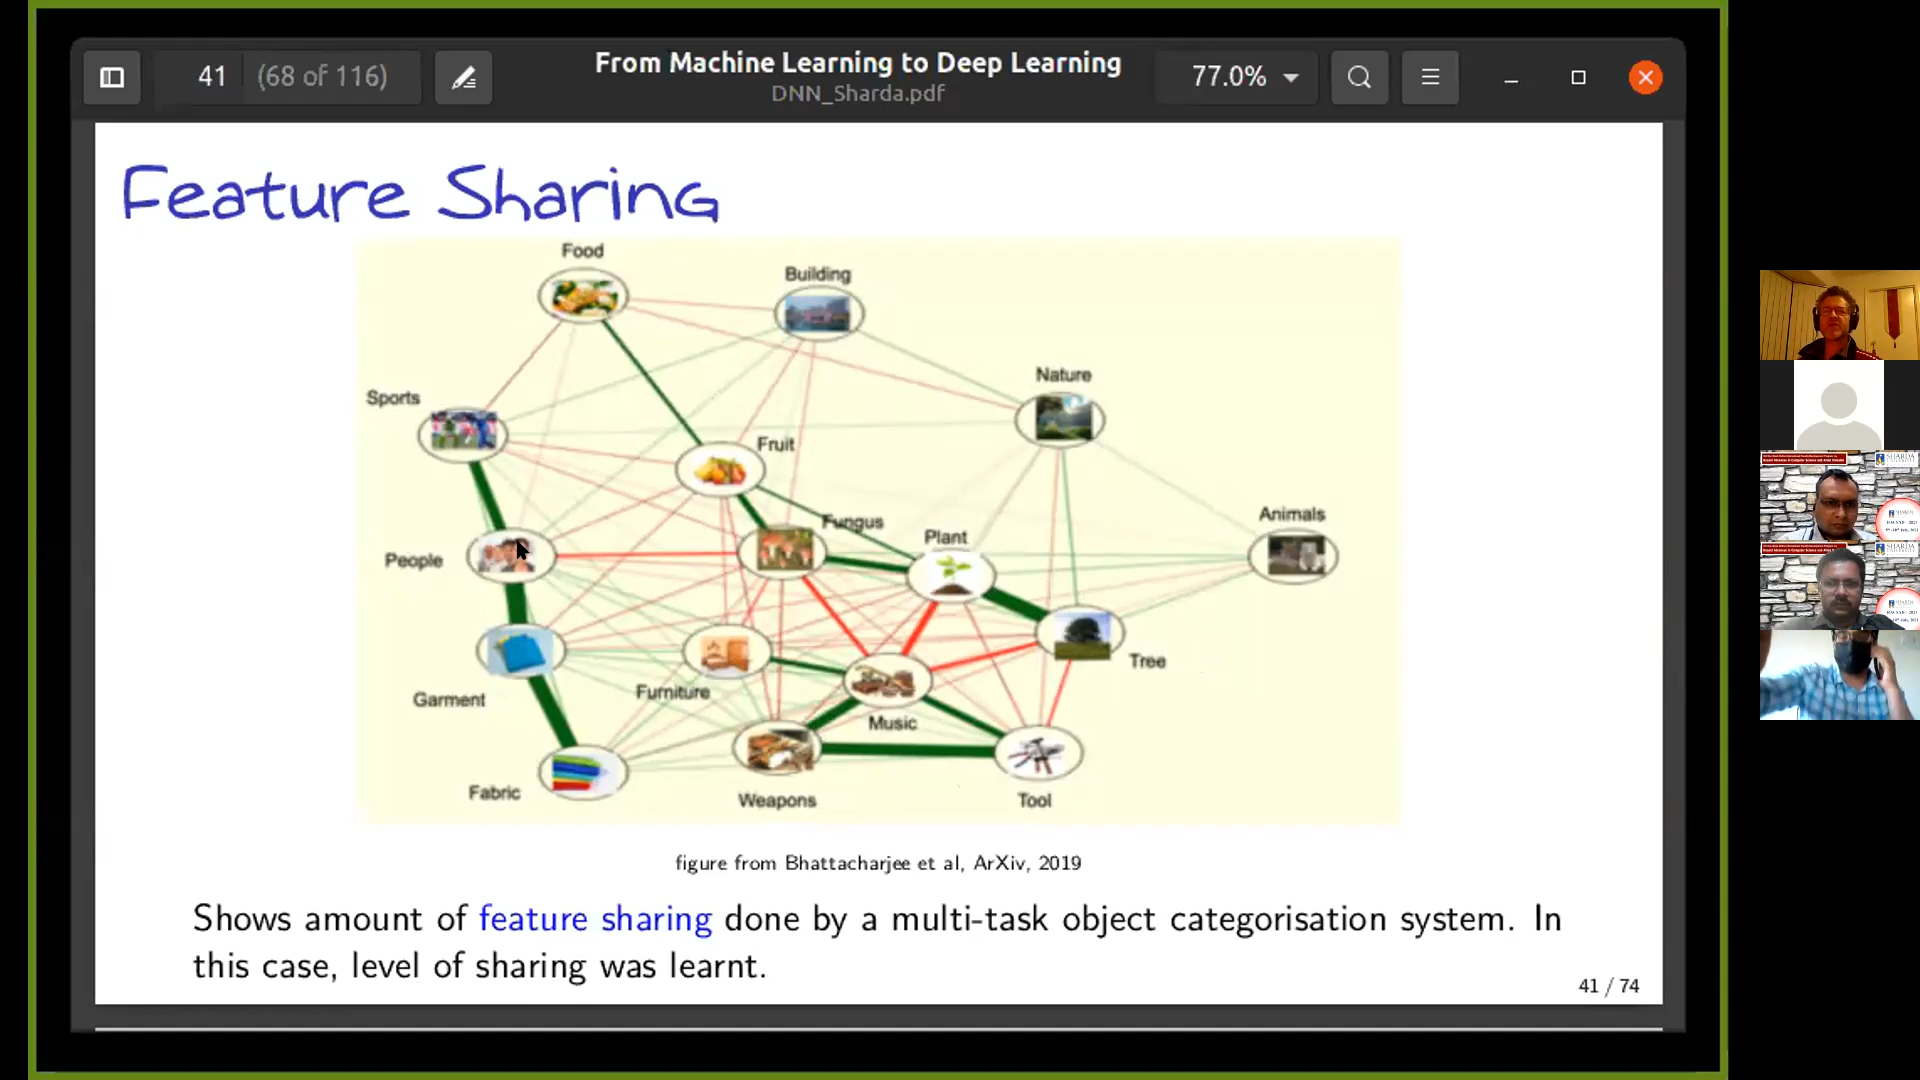 41 (68 of 116)
From Machine Learning to Deep Learning
DNN_Sharda.pdf
77.0%
Feature Sharing
Food
Building
Nature
Sports
Fruit
Fungus
Plant
Animals
People
Tree
Garment
Furniture
Music
Fabric
Weapons
Tool
figure from Bhattacharjee et al, ArXiv, 2019
Shows amount of feature sharing done by a multi-task object categorisation system. In
this case, level of sharing was learnt.
41 / 74